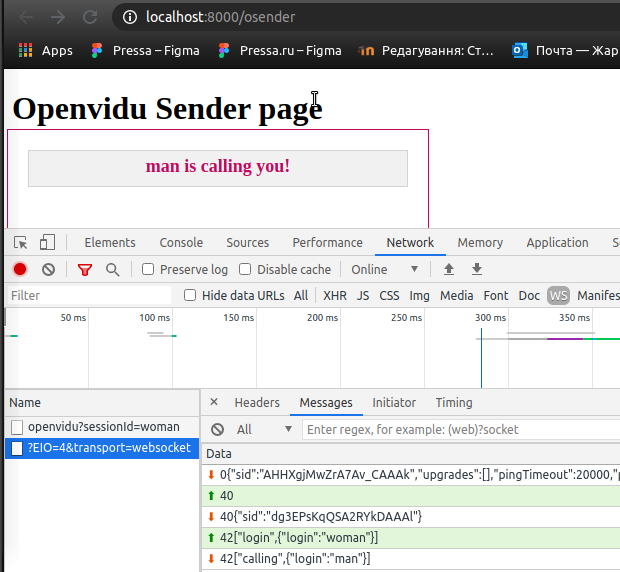 localhost:8000/osender
Apps Pressa – Figma Pressa.ru – Figma Редагування: Ст… Почта — Жар
Openvidu Sender page
man is calling you!
Elements Console Sources Performance Network Memory Application S
Preserve log Disable cache Online
Filter Hide data URLs All XHR JS CSS Img Media Font Doc WS Manifes
50 ms 100 ms 150 ms 200 ms 250 ms 300 ms 350 ms
Name × Headers Messages Initiator Timing
openvidu?sessionId=woman
?EIO=4&transport=websocket
All Enter regex, for example: (web)?socket
Data
0{"sid":"AHHXgjMwZrA7Av_CAAAk","upgrades":[],"pingTimeout":20000,"p
40
40{"sid":"dg3EPsKqQSA2RYkDAAAl"}
42["login",{"login":"woman"}]
42["calling",{"login":"man"}]